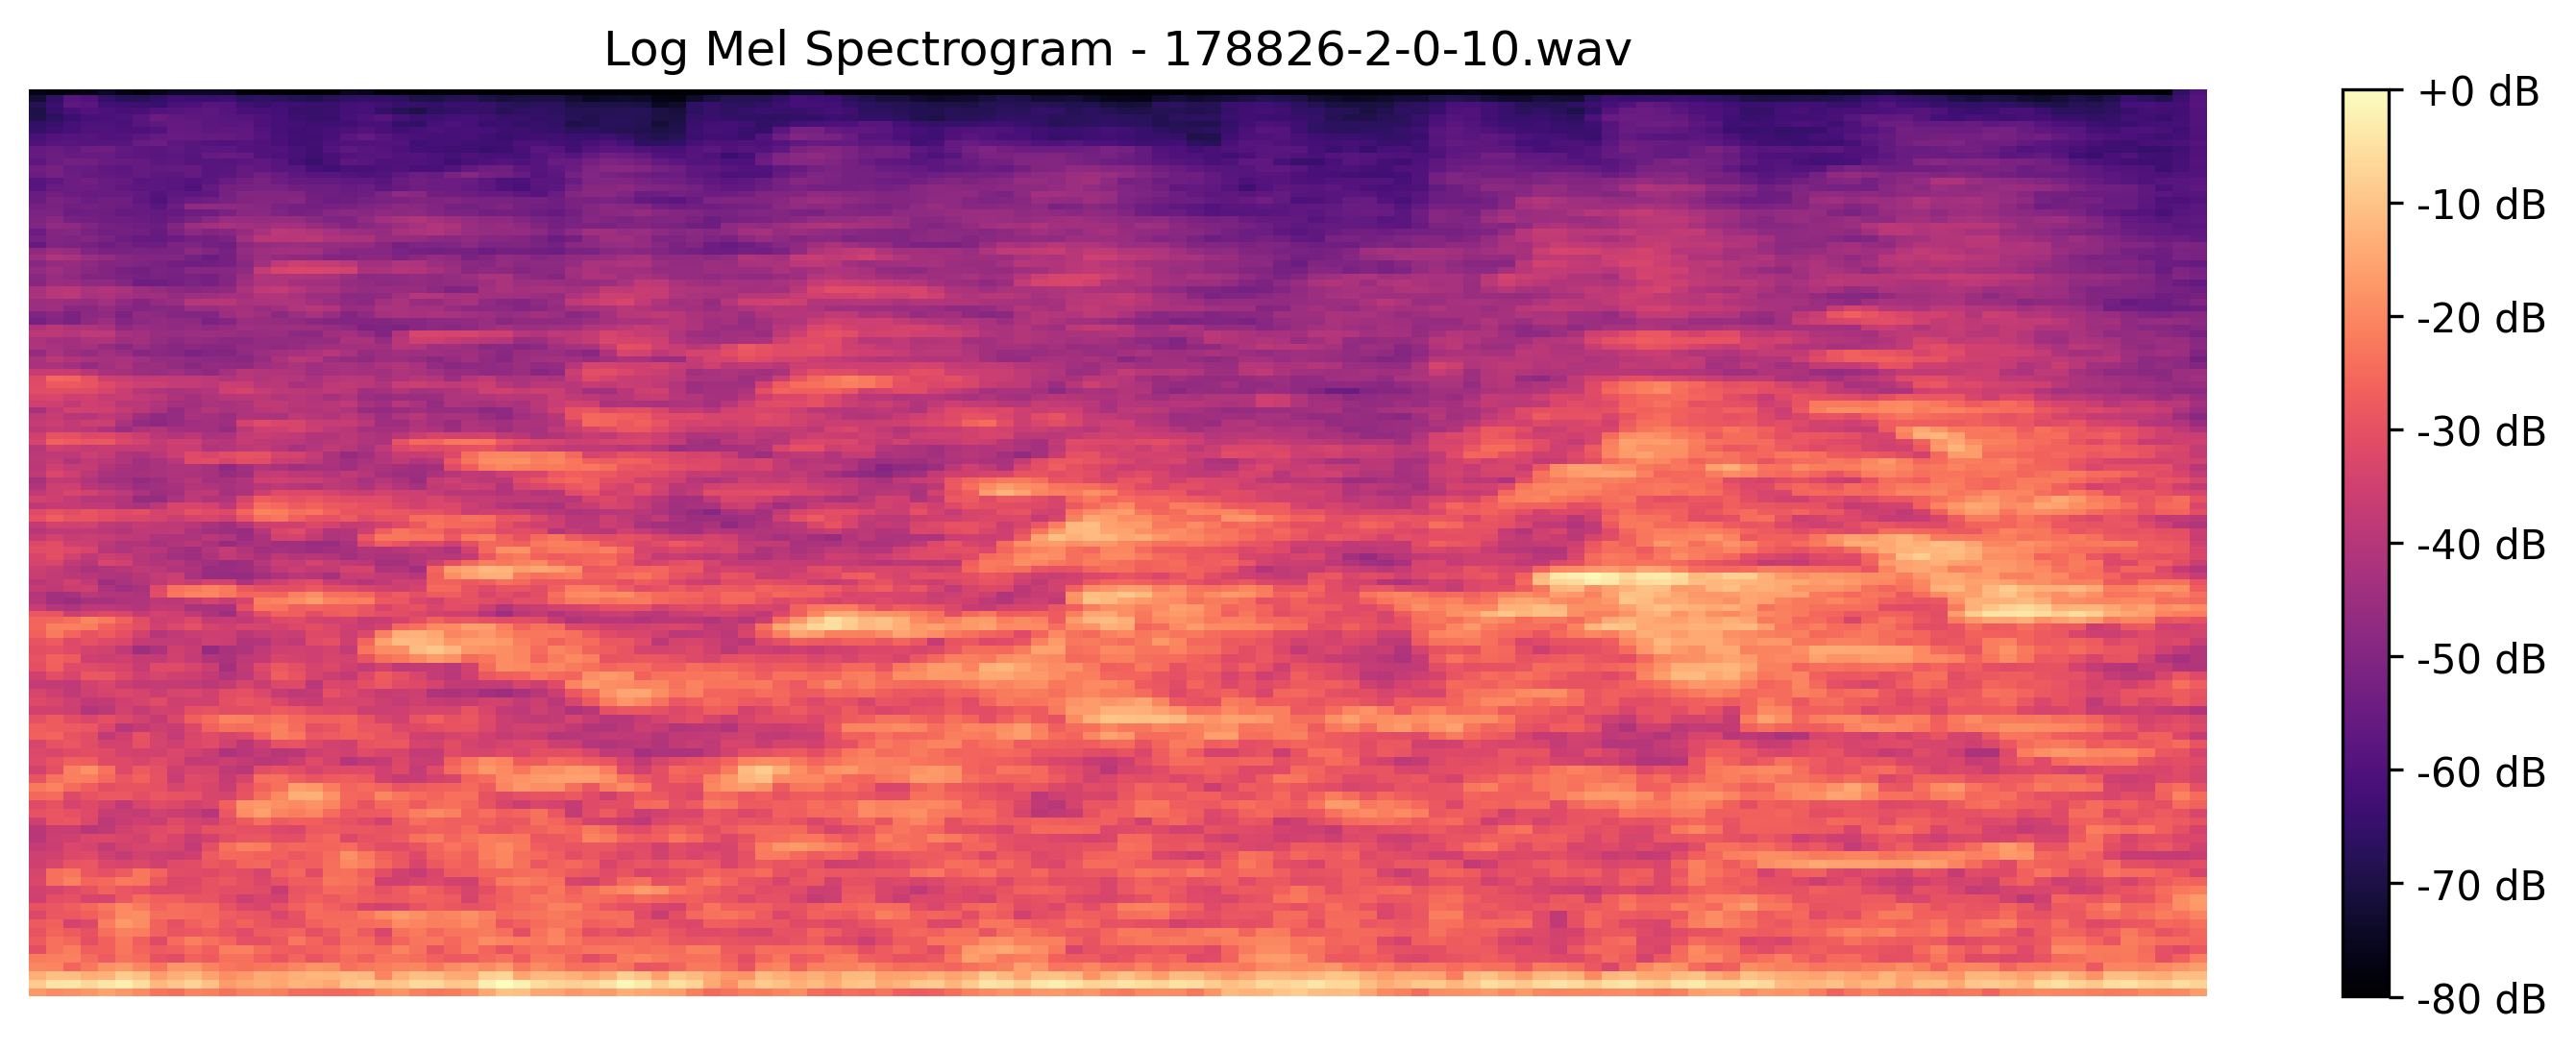 Log Mel Spectrogram - 178826-2-0-10.wav
+0 dB
-10 dB
-20 dB
-30 dB
-40 dB
-50 dB
-60 dB
-70 dB
-80 dB